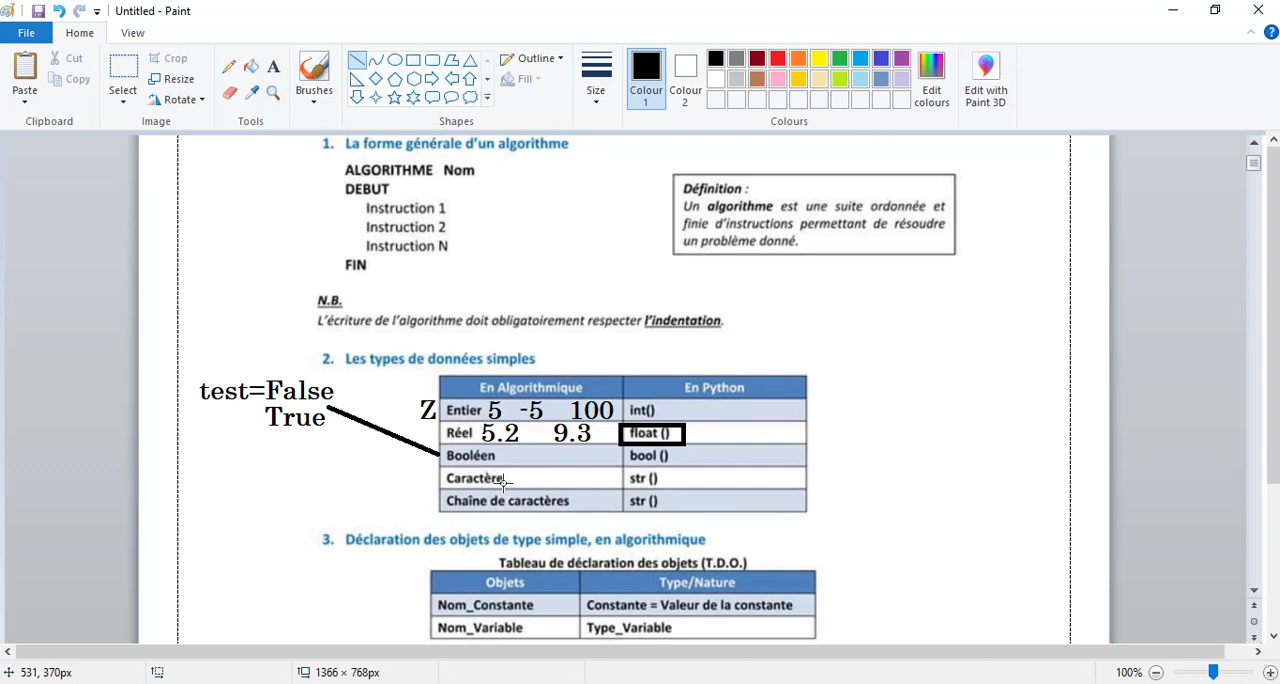 Untitled - Paint
File Home View
Paste
Cut
Copy
Clipboard
Select
Crop
Resize
Rotate
Image
A
Tools
Brushes
Outline
Fill
Shapes
Size
Colour 1
Colour 2
Edit colours
Colours
Edit with Paint 3D
1. La forme générale d'un algorithme
ALGORITHME Nom
DEBUT
Instruction 1
Instruction 2
Instruction N
FIN
Définition :
Un algorithme est une suite ordonnée et
finie d'instructions permettant de résoudre
un problème donné.
N.B.
L'écriture de l'algorithme doit obligatoirement respecter l'indentation.
2. Les types de données simples
test=False
True
En Algorithmique En Python
Z Entier 5 -5 100 int()
Réel 5.2 9.3 float ()
Booléen bool ()
Caractère str ()
Chaîne de caractères str ()
3. Déclaration des objets de type simple, en algorithmique
Tableau de déclaration des objets (T.D.O.)
Objets Type/Nature
Nom_Constante Constante = Valeur de la constante
Nom_Variable Type_Variable
531, 370px 1366 × 768px 100%